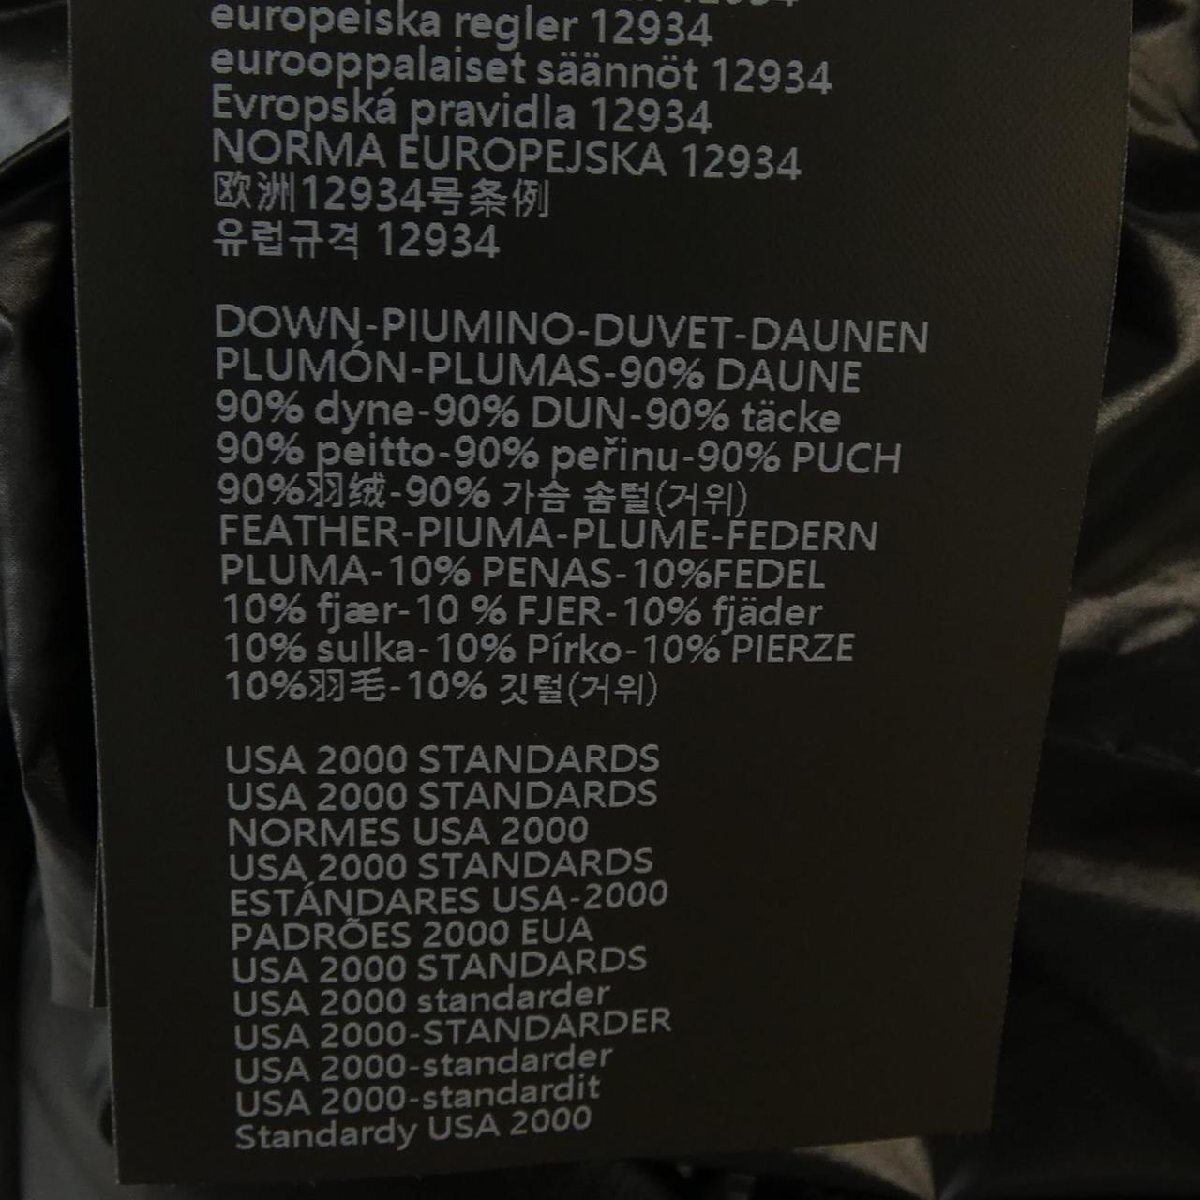 12934
europeiska regler 12934
eurooppalaiset säännöt 12934
Evropská pravidla 12934
NORMA EUROPEJSKA 12934
欧洲12934号条例
유럽규격 12934
DOWN-PIUMINO-DUVET-DAUNEN
PLUMÓN-PLUMAS-90% DAUNE
90% dyne-90% DUN-90% täcke
90% peitto-90% peřinu-90% PUCH
90%羽绒-90% 가슴 솜털(거위)
FEATHER-PIUMA-PLUME-FEDERN
PLUMA-10% PENAS-10%FEDEL
10% fjær-10 % FJER-10% fjäder
10% sulka-10% Pírko-10% PIERZE
10%羽毛-10% 깃털(거위)
USA 2000 STANDARDS
USA 2000 STANDARDS
NORMES USA 2000
USA 2000 STANDARDS
ESTÁNDARES USA-2000
PADRÕES 2000 EUA
USA 2000 STANDARDS
USA 2000 standarder
USA 2000-STANDARDER
USA 2000-standarder
USA 2000-standardit
Standardy USA 2000